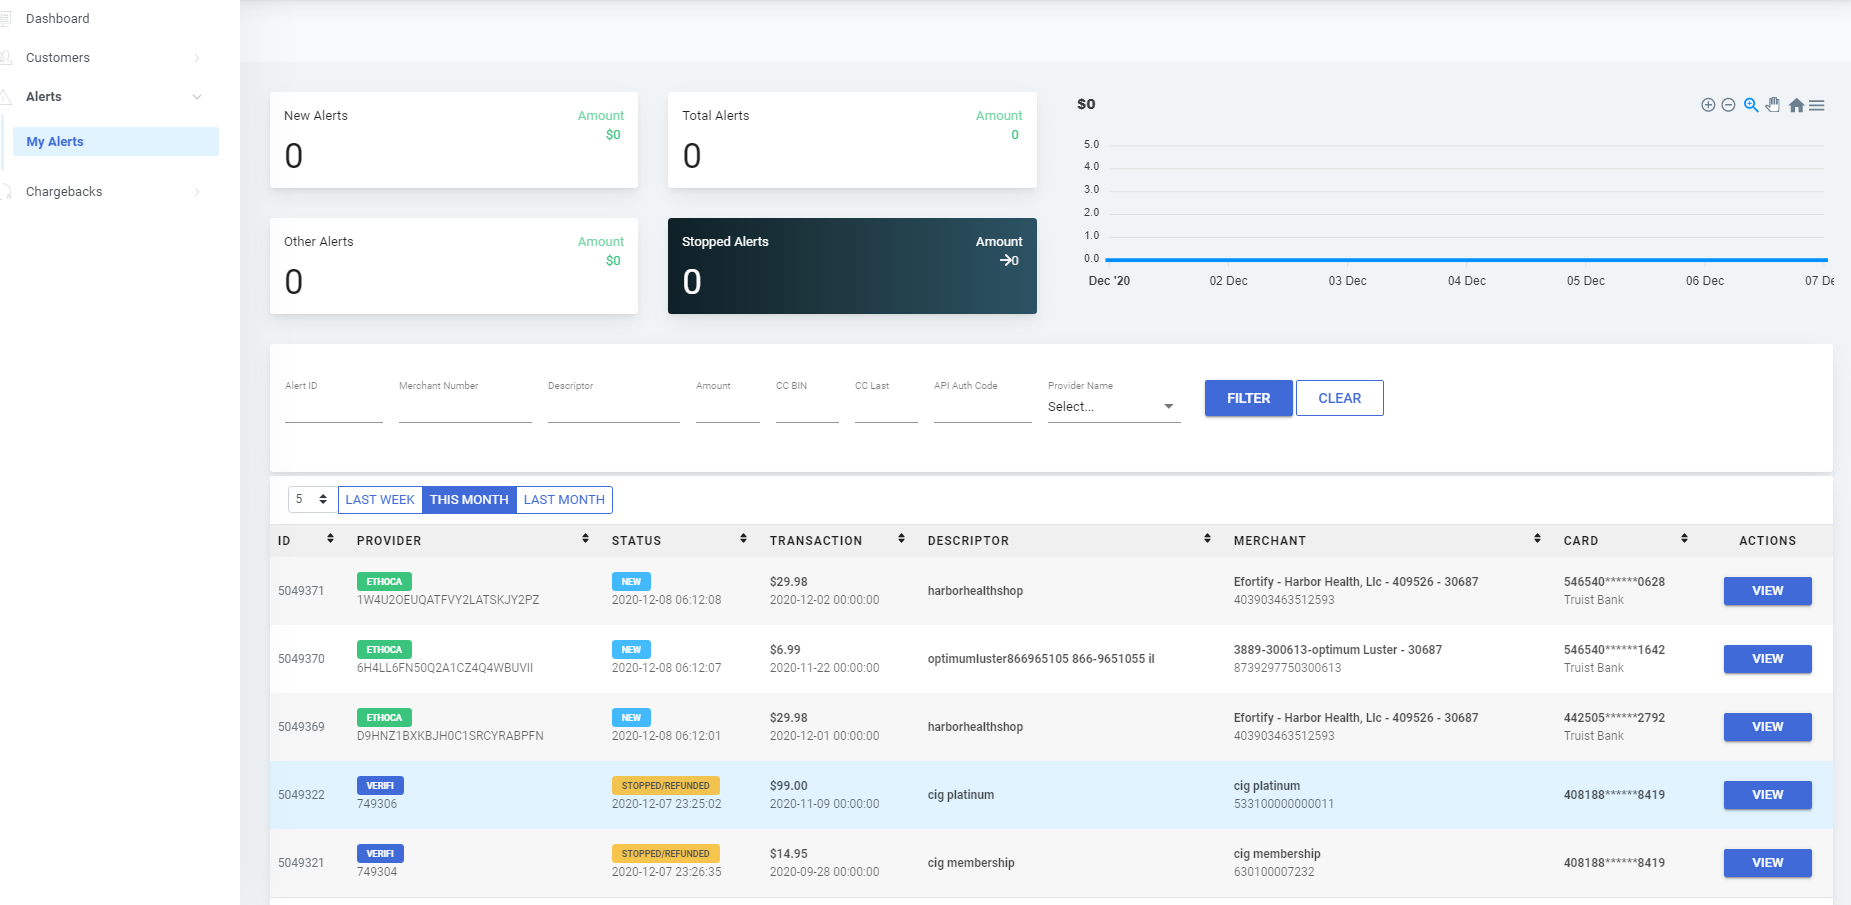 Dashboard
Customers
Alerts
My Alerts
Chargebacks
New Alerts Amount
$0
0
Total Alerts Amount
0
0
Other Alerts Amount
$0
0
Stopped Alerts Amount
→0
0
$0
5.0
4.0
3.0
2.0
1.0
0.0
Dec '20 02 Dec 03 Dec 04 Dec 05 Dec 06 Dec 07 De
Alert ID Merchant Number Descriptor Amount CC BIN CC Last API Auth Code Provider Name
Select... FILTER CLEAR
5 LAST WEEK THIS MONTH LAST MONTH
ID PROVIDER STATUS TRANSACTION DESCRIPTOR MERCHANT CARD ACTIONS
ETHOCA NEW $29.98 Efortify - Harbor Health, Llc - 409526 - 30687 546540******0628
5049371 harborhealthshop VIEW
1W4U2OEUQATFVY2LATSKJY2PZ 2020-12-08 06:12:08 2020-12-02 00:00:00 403903463512593 Truist Bank
ETHOCA NEW $6.99 3889-300613-optimum Luster - 30687 546540******1642
5049370 optimumluster866965105 866-9651055 il VIEW
6H4LL6FN50Q2A1CZ4Q4WBUVII 2020-12-08 06:12:07 2020-11-22 00:00:00 8739297750300613 Truist Bank
ETHOCA NEW $29.98 Efortify - Harbor Health, Llc - 409526 - 30687 442505******2792
5049369 harborhealthshop VIEW
D9HNZ1BXKBJH0C1SRCYRABPFN 2020-12-08 06:12:01 2020-12-01 00:00:00 403903463512593 Truist Bank
VERIFI STOPPED/REFUNDED $99.00 cig platinum
5049322 cig platinum 408188******8419 VIEW
749306 2020-12-07 23:25:02 2020-11-09 00:00:00 533100000000011
VERIFI STOPPED/REFUNDED $14.95 cig membership
5049321 cig membership 408188******8419 VIEW
749304 2020-12-07 23:26:35 2020-09-28 00:00:00 630100007232